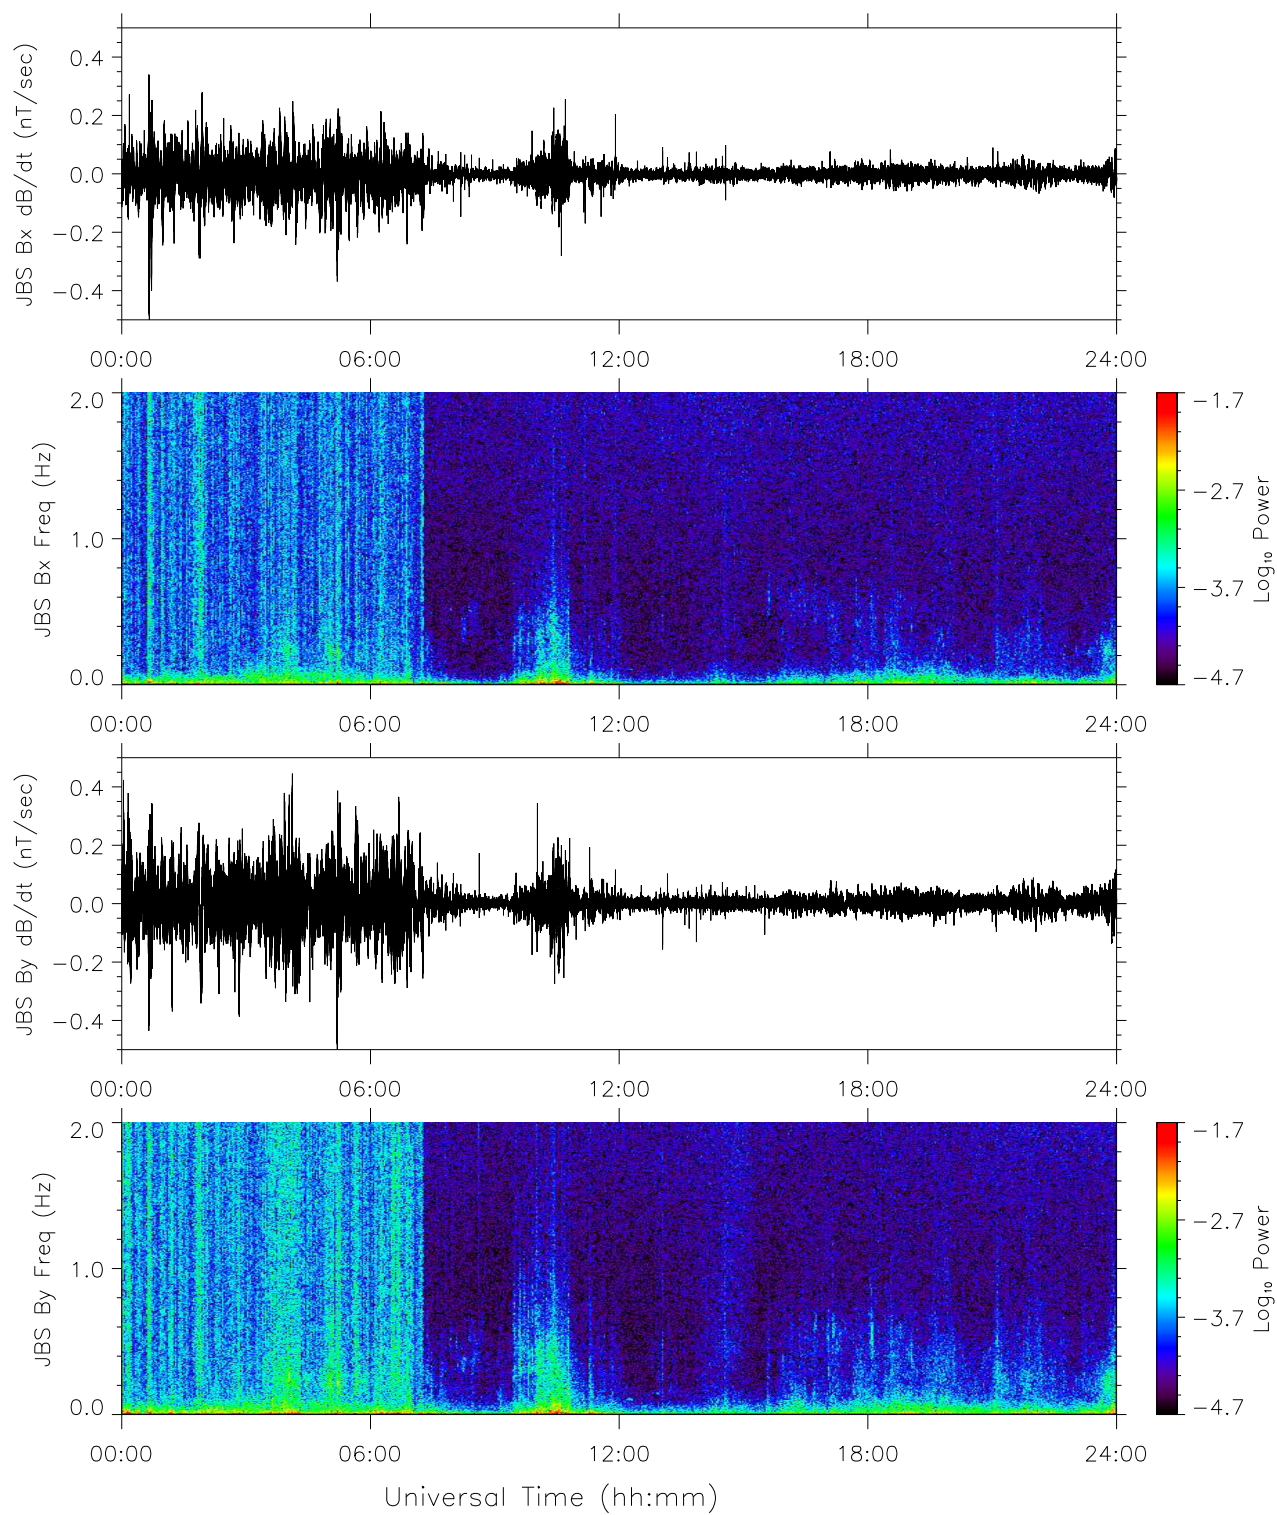 JBS Bx dB/dt (nT/sec)
0.4
0.2
0.0
−0.2
−0.4
00:00 06:00 12:00 18:00 24:00
JBS Bx Freq (Hz)
2.0
1.0
0.0
−1.7
−2.7
−3.7
−4.7
Log₁₀ Power
00:00 06:00 12:00 18:00 24:00
JBS By dB/dt (nT/sec)
0.4
0.2
0.0
−0.2
−0.4
00:00 06:00 12:00 18:00 24:00
JBS By Freq (Hz)
2.0
1.0
0.0
−1.7
−2.7
−3.7
−4.7
Log₁₀ Power
00:00 06:00 12:00 18:00 24:00
Universal Time (hh:mm)